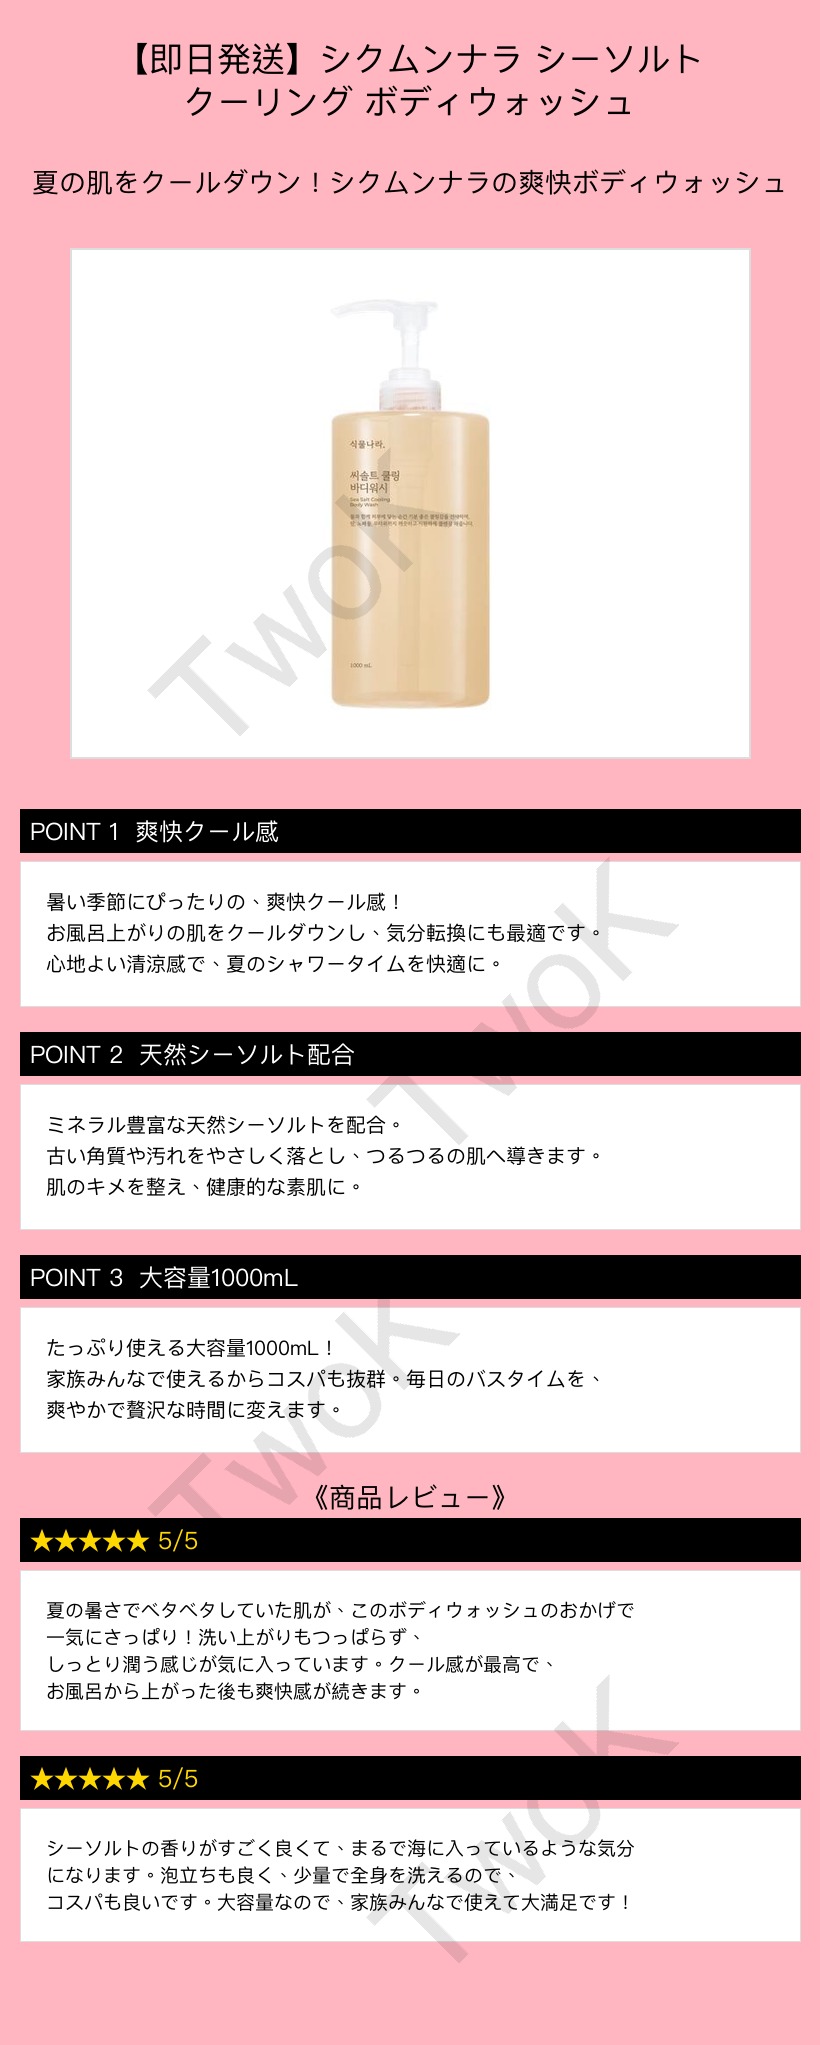 【即日発送】シクムンナラ シーソルト
クーリング ボディウォッシュ
夏の肌をクールダウン！シクムンナラの爽快ボディウォッシュ
식물나라.
씨솔트 쿨링
바디워시
Sea Salt Cooling
Body Wash
1000 mL
TwoK
POINT 1 爽快クール感
暑い季節にぴったりの、爽快クール感！
お風呂上がりの肌をクールダウンし、気分転換にも最適です。
心地よい清涼感で、夏のシャワータイムを快適に。
TwoK
POINT 2 天然シーソルト配合
ミネラル豊富な天然シーソルトを配合。
古い角質や汚れをやさしく落とし、つるつるの肌へ導きます。
肌のキメを整え、健康的な素肌に。
POINT 3 大容量1000mL
たっぷり使える大容量1000mL！
家族みんなで使えるからコスパも抜群。毎日のバスタイムを、
爽やかで贅沢な時間に変えます。
TwoK
《商品レビュー》
★★★★★ 5/5
夏の暑さでベタベタしていた肌が、このボディウォッシュのおかげで
一気にさっぱり！洗い上がりもつっぱらず、
しっとり潤う感じが気に入っています。クール感が最高で、
お風呂から上がった後も爽快感が続きます。
★★★★★ 5/5
シーソルトの香りがすごく良くて、まるで海に入っているような気分
になります。泡立ちも良く、少量で全身を洗えるので、
コスパも良いです。大容量なので、家族みんなで使えて大満足です！
TwoK